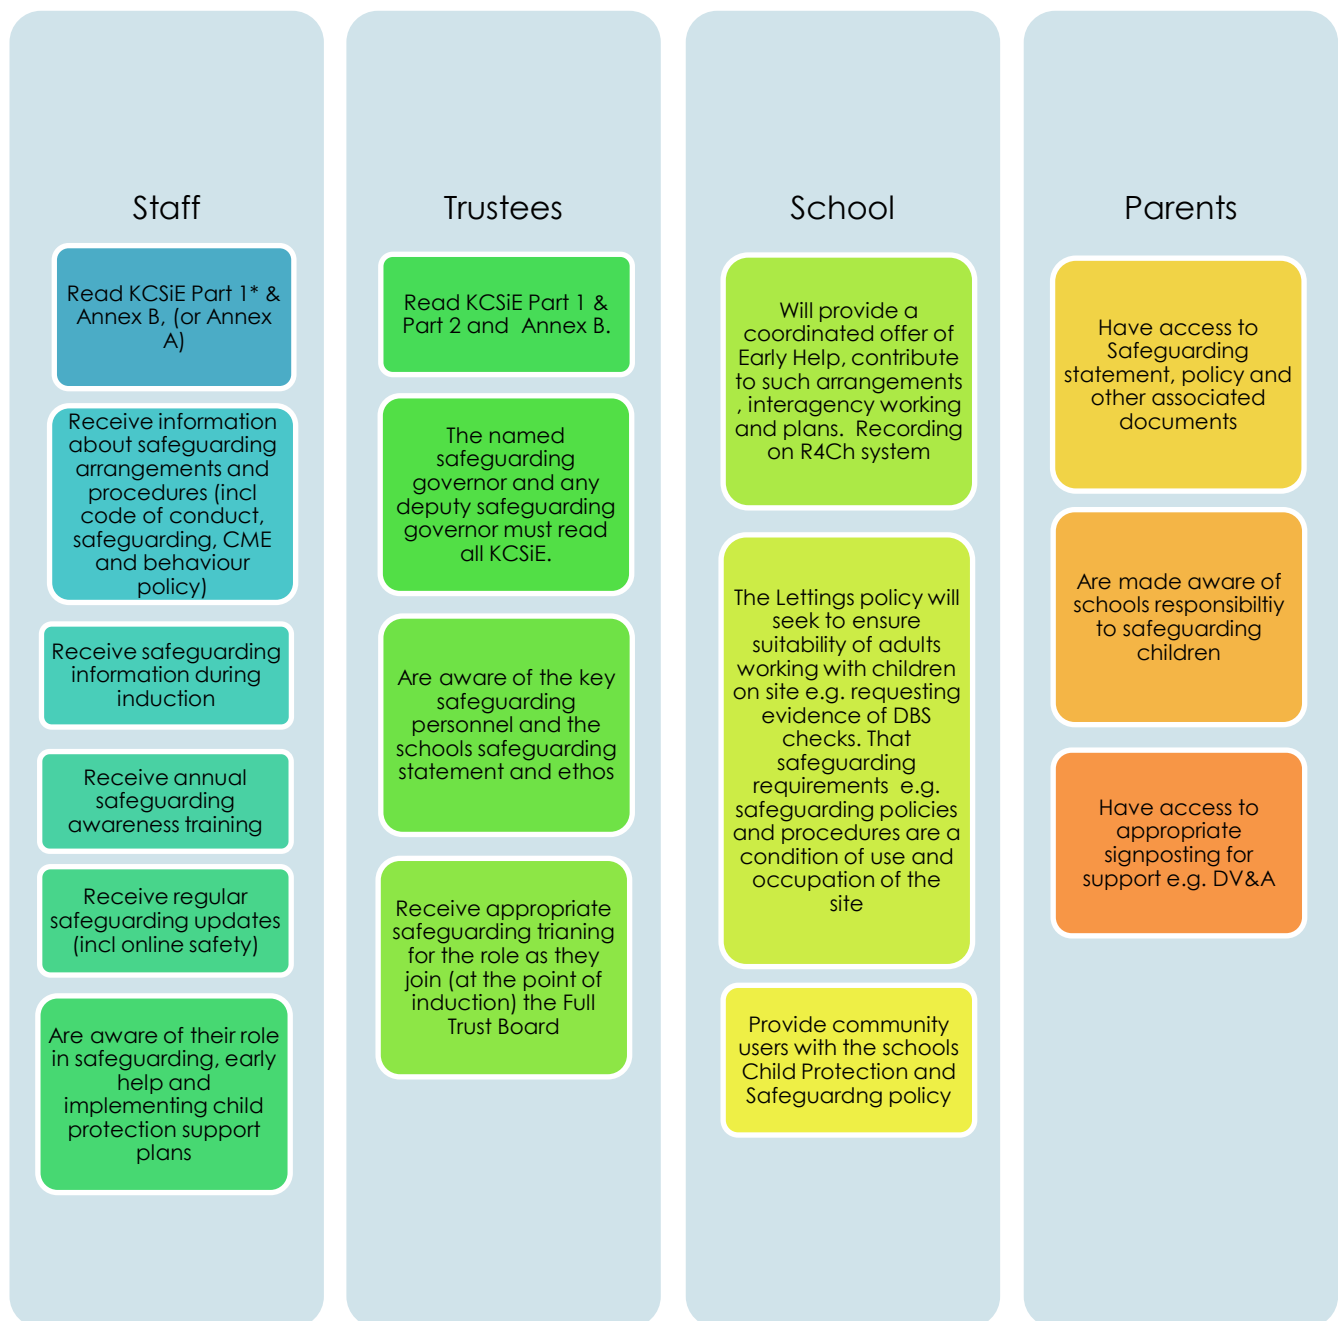 Staff
Read KCSiE Part 1* &
Annex B, (or Annex
A)
Receive information
about safeguarding
arrangements and
procedures (incl
code of conduct,
safeguarding, CME
and behaviour
policy)
Receive safeguarding
information during
induction
Receive annual
safeguarding
awareness training
Receive regular
safeguarding updates
(incl online safety)
Are aware of their role
in safeguarding, early
help and
implementing child
protection support
plans
Trustees
Read KCSiE Part 1 &
Part 2 and Annex B.
The named
safeguarding
governor and any
deputy safeguarding
governor must read
all KCSiE.
Are aware of the key
safeguarding
personnel and the
schools safeguarding
statement and ethos
Receive appropriate
safeguarding trianing
for the role as they
join (at the point of
induction) the Full
Trust Board
School
Will provide a
coordinated offer of
Early Help, contribute
to such arrangements
, interagency working
and plans. Recording
on R4Ch system
The Lettings policy will
seek to ensure
suitability of adults
working with children
on site e.g. requesting
evidence of DBS
checks. That
safeguarding
requirements e.g.
safeguarding policies
and procedures are a
condition of use and
occupation of the
site
Provide community
users with the schools
Child Protection and
Safeguardng policy
Parents
Have access to
Safeguarding
statement, policy and
other associated
documents
Are made aware of
schools responsibiltiy
to safeguarding
children
Have access to
appropriate
signposting for
support e.g. DV&A